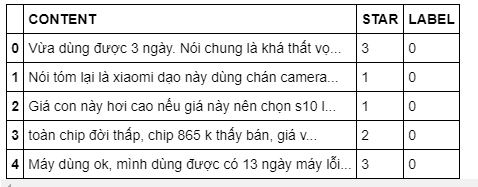 CONTENT STAR LABEL
0 Vừa dùng được 3 ngày. Nói chung là khá thất vọ... 3 0
1 Nói tóm lại là xiaomi dạo này dùng chán camera... 1 0
2 Giá con này hơi cao nếu giá này nên chọn s10 l... 1 0
3 toàn chip đời thấp, chip 865 k thấy bán, giá v... 2 0
4 Máy dùng ok, mình dùng được có 13 ngày máy lỗi... 3 0